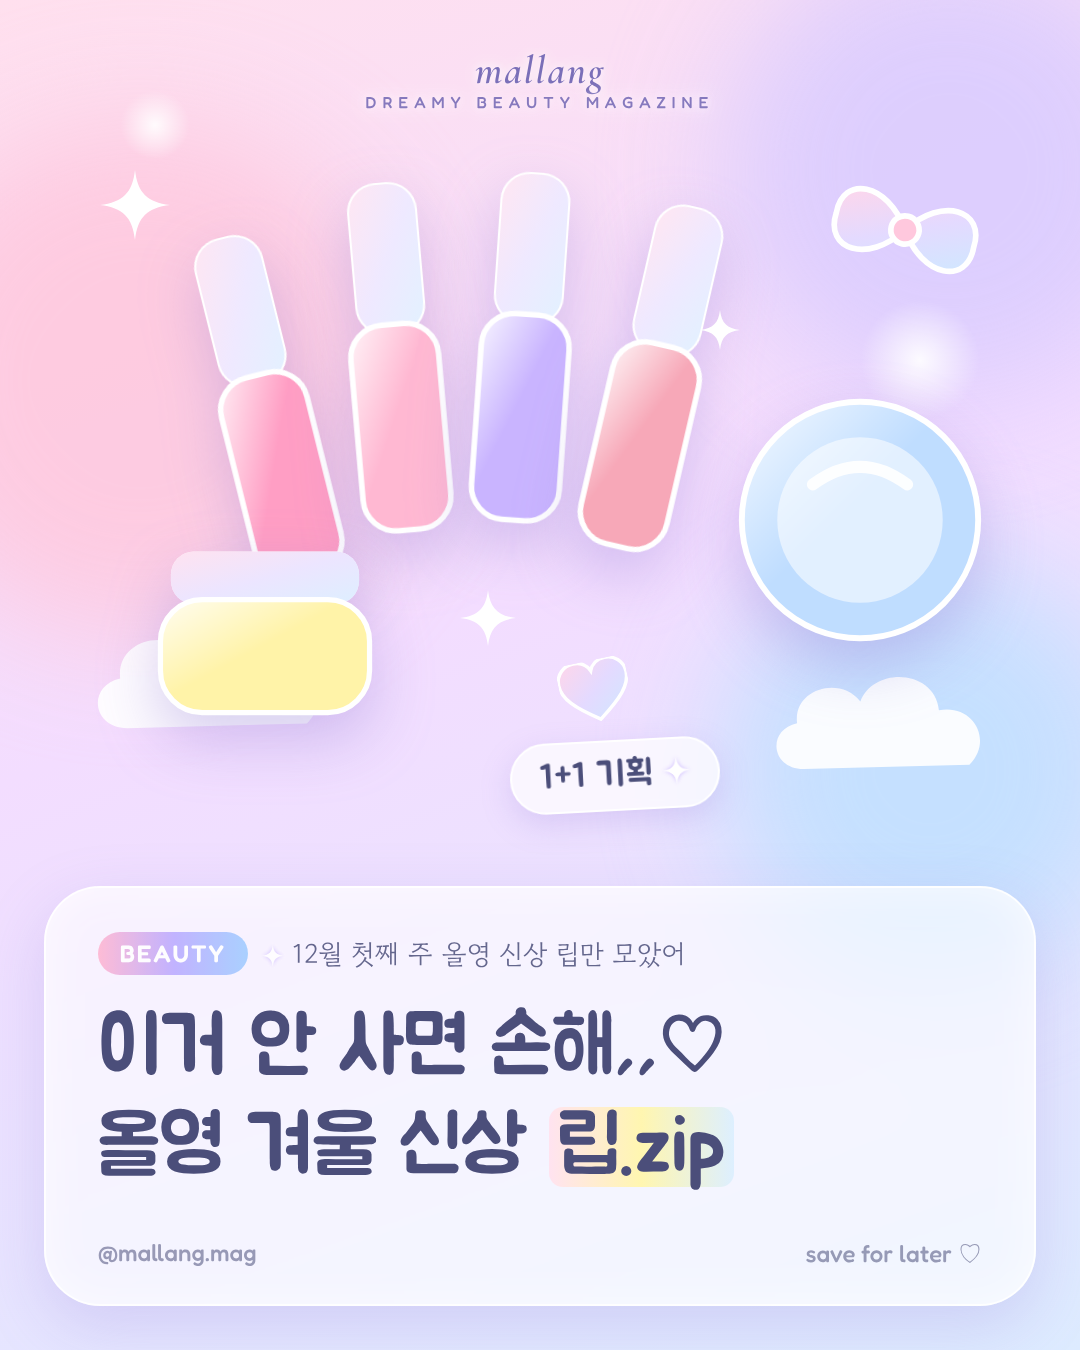 mallang
DREAMY BEAUTY MAGAZINE
1+1 기획
BEAUTY
12월 첫째 주 올영 신상 립만 모았어
이거 안 사면 손해,,♡
올영 겨울 신상 립.zip
@mallang.mag
save for later ♡